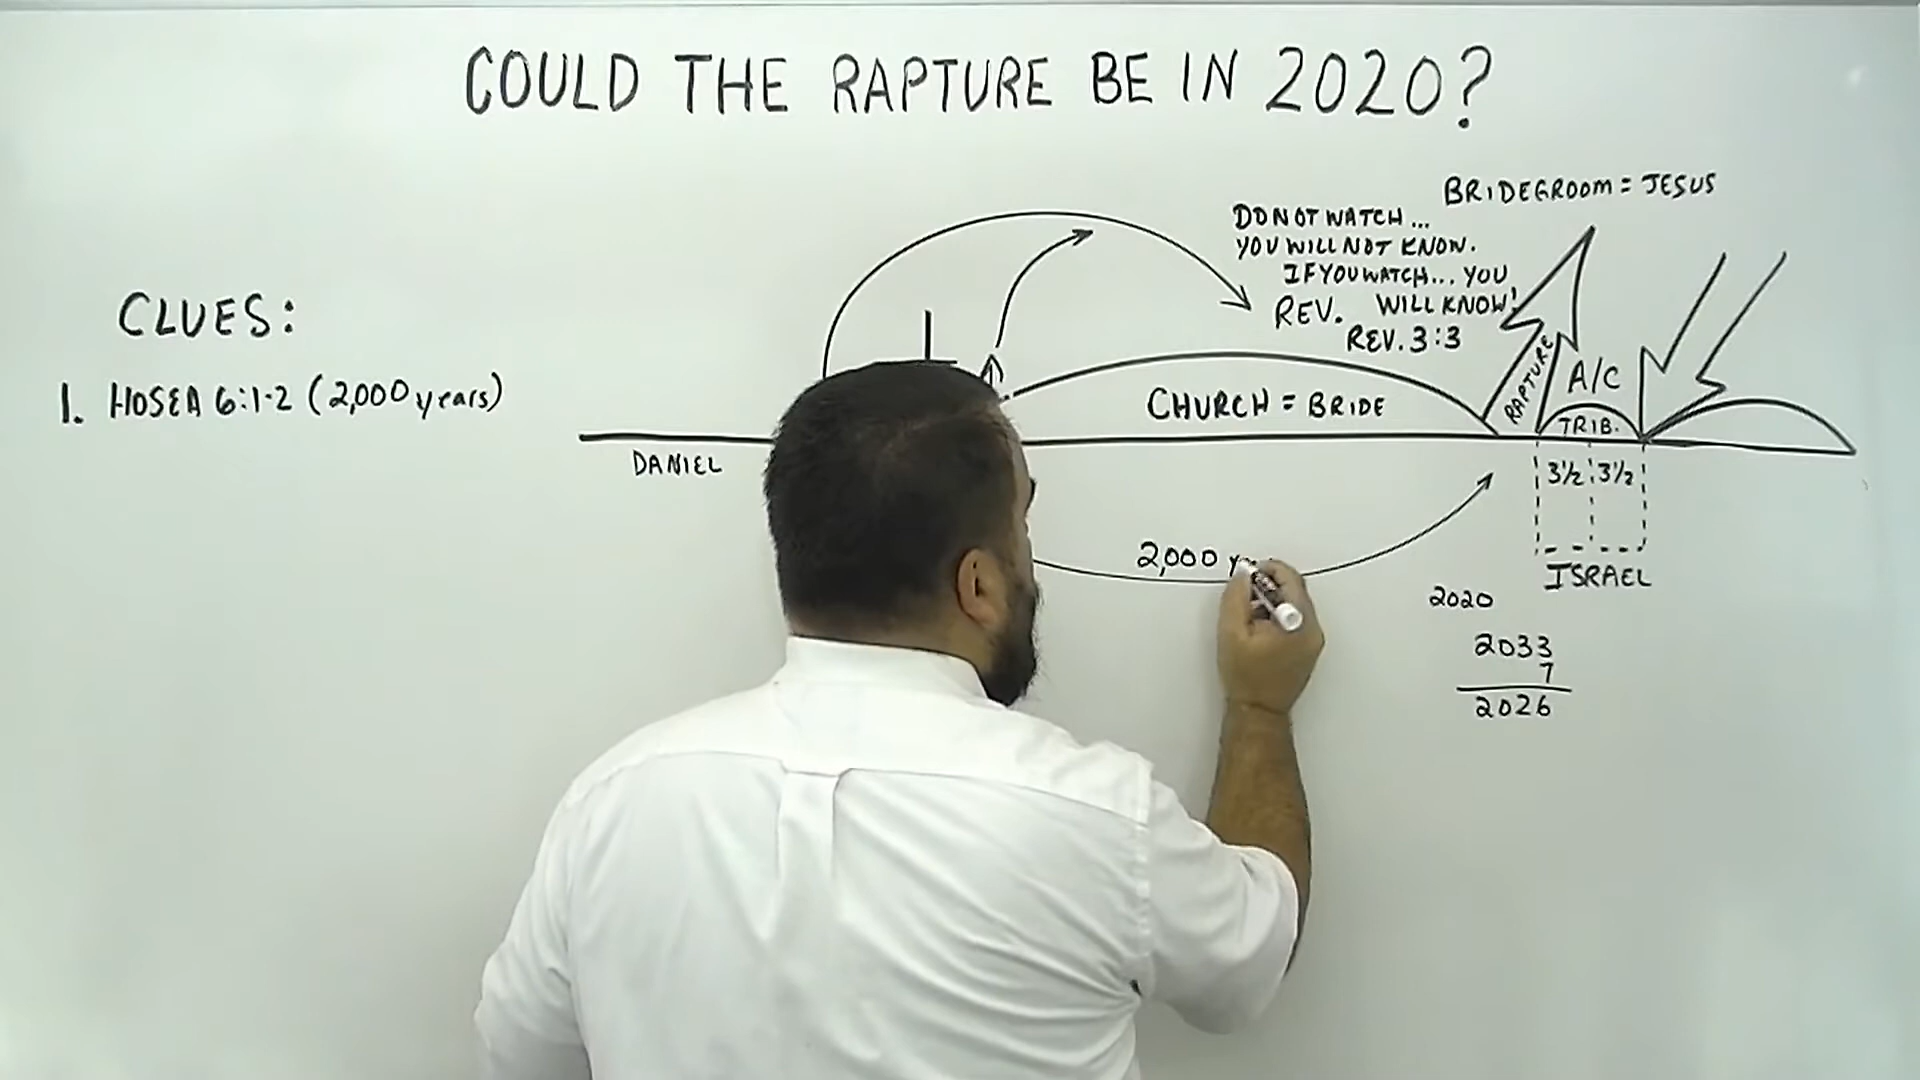 COULD THE RAPTURE BE IN 2020?
BRIDEGROOM = JESUS
DO NOT WATCH...
YOU WILL NOT KNOW.
IF YOU WATCH... YOU
WILL KNOW!
REV.
REV. 3:3
CLUES:
1. HOSEA 6:1-2 (2,000 years)
CHURCH = BRIDE
RAPTURE
A/C
TRIB.
DANIEL
3½ 3½
2,000 y
ISRAEL
2020
2033
7
2026